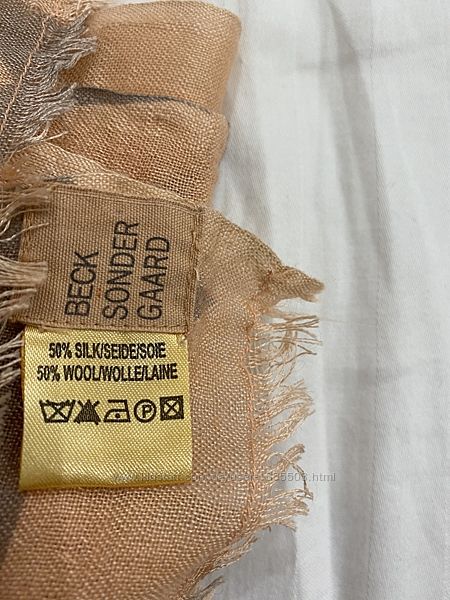 BECK
SONDER
GAARD
50% SILK/SEIDE/SOIE
50% WOOL/WOLLE/LAINE
P